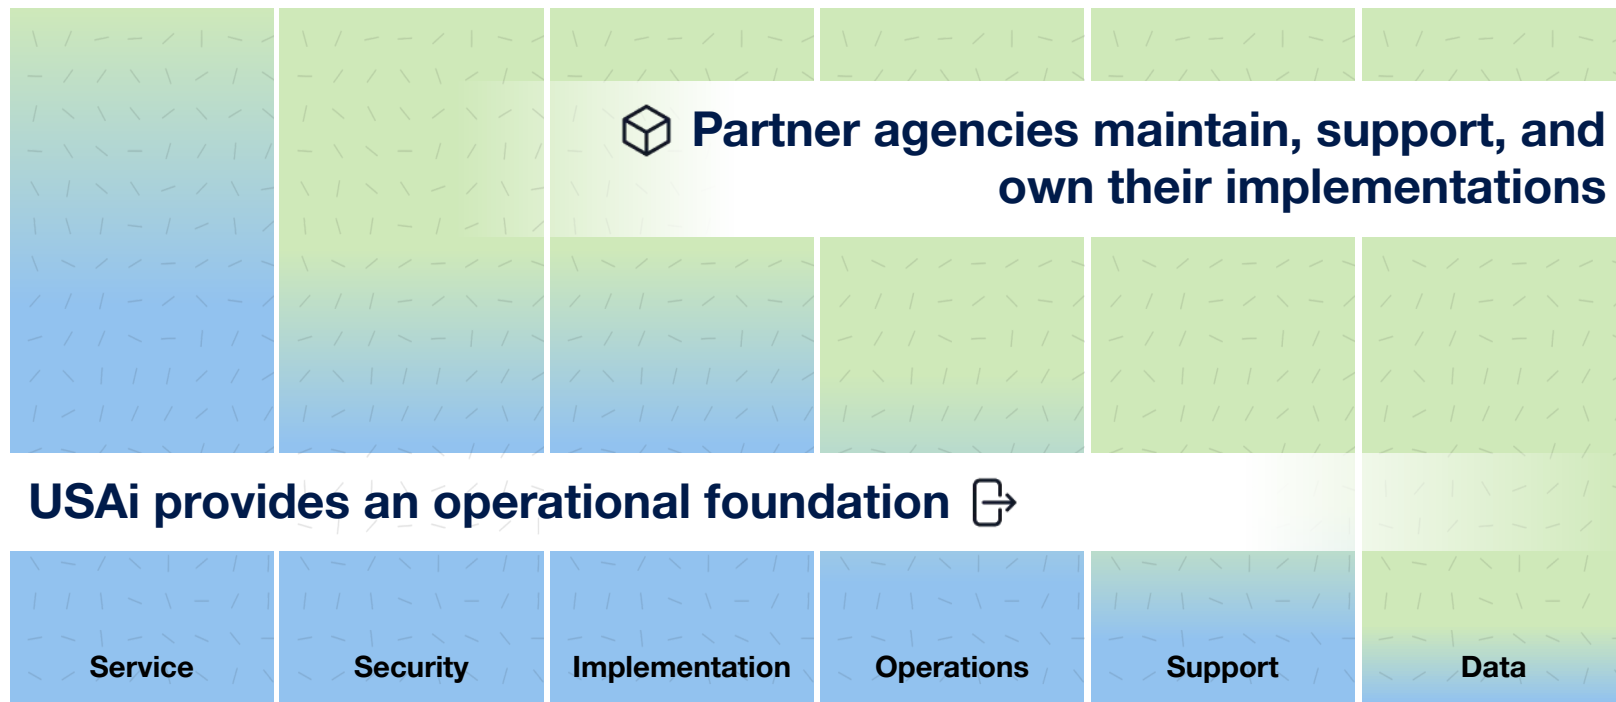 Partner agencies maintain, support, and
own their implementations
USAi provides an operational foundation
Service
Security
Implementation
Operations
Support
Data